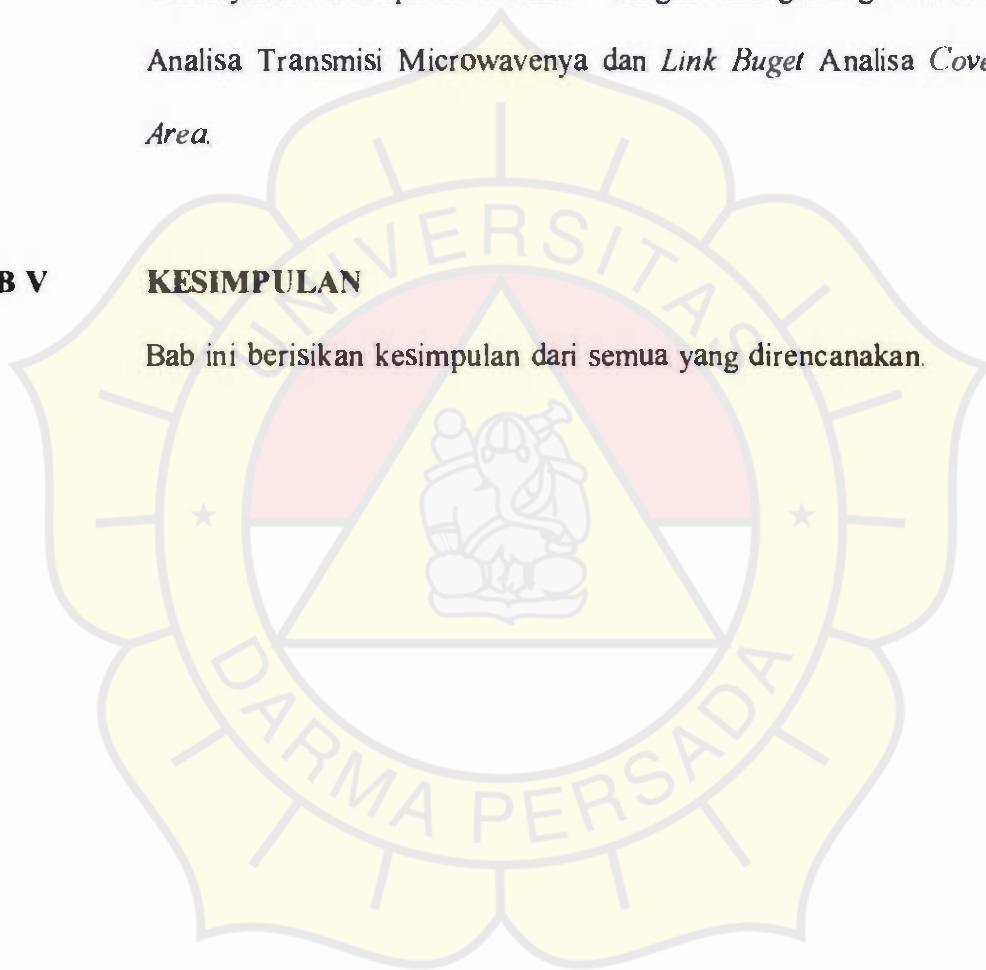 Analisa Transmisi Microwavenya dan Link Buget Analisa Cove
Area.
B V KESIMPULAN
Bab ini berisikan kesimpulan dari semua yang direncanakan.
UNIVERSITAS
DARMA PERSADA